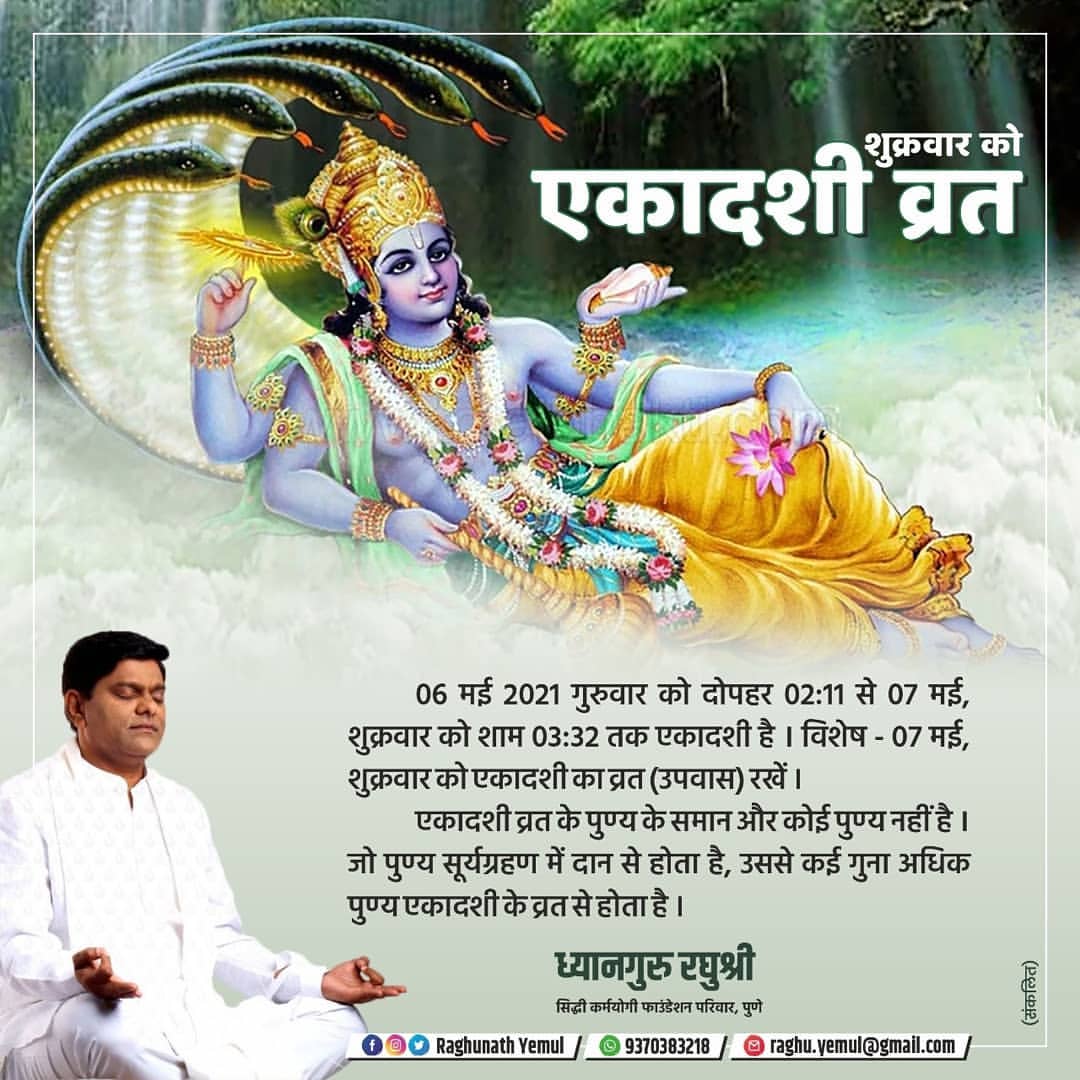 शुक्रवार को
एकादशी व्रत
06 मई 2021 गुरुवार को दोपहर 02:11 से 07 मई,
शुक्रवार को शाम 03:32 तक एकादशी है । विशेष - 07 मई,
शुक्रवार को एकादशी का व्रत (उपवास) रखें ।
एकादशी व्रत के पुण्य के समान और कोई पुण्य नहीं है ।
जो पुण्य सूर्यग्रहण में दान से होता है, उससे कई गुना अधिक
पुण्य एकादशी के व्रत से होता है ।
ध्यानगुरु रघुश्री
सिद्धी कर्मयोगी फाउंडेशन परिवार, पुणे
(संकलित)
Raghunath Yemul / 9370383218 / raghu.yemul@gmail.com /